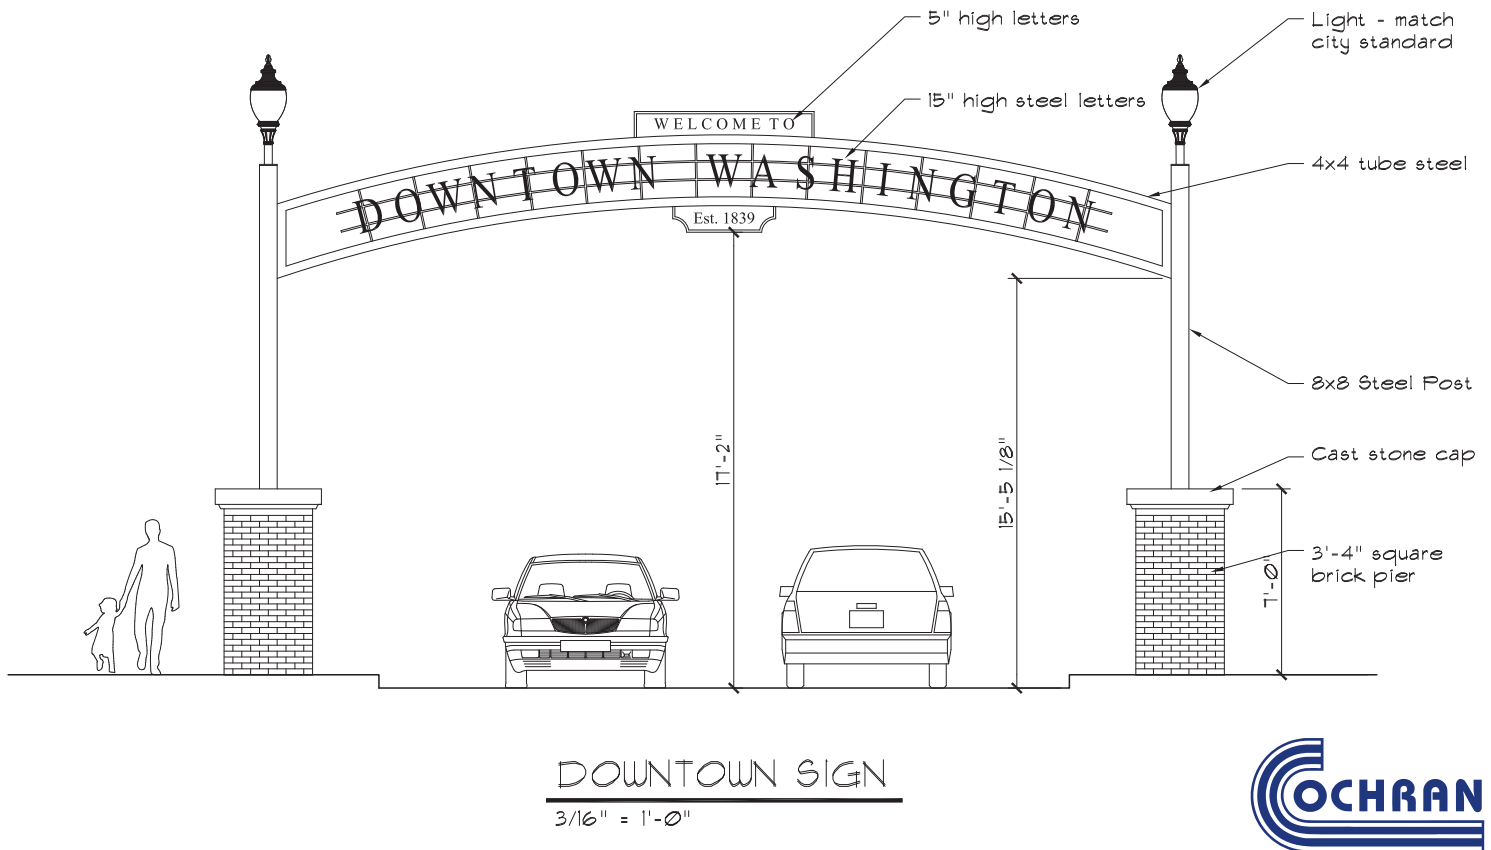 5" high letters
Light - match
city standard
15" high steel letters
WELCOME TO
4x4 tube steel
DOWNTOWN WASHINGTON
Est. 1839
8x8 Steel Post
17'-2"
15'-5 1/8"
Cast stone cap
3'-4" square
brick pier
7'-0"
DOWNTOWN SIGN
3/16" = 1'-0"
COCHRAN